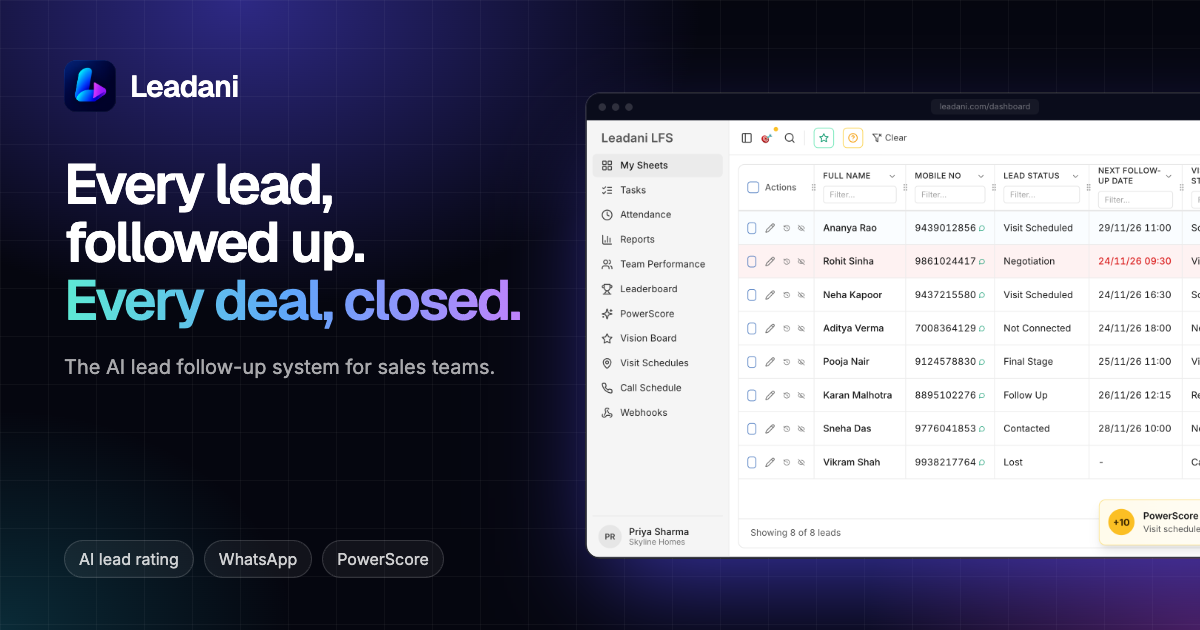 Leadani
Every lead,
followed up.
Every deal, closed.
The AI lead follow-up system for sales teams.
AI lead rating
WhatsApp
PowerScore
leadani.com/dashboard
Leadani LFS
Clear
My Sheets
Tasks
Attendance
Reports
Team Performance
Leaderboard
PowerScore
Vision Board
Visit Schedules
Call Schedule
Webhooks
PR
Priya Sharma
Skyline Homes
Actions FULL NAME MOBILE NO LEAD STATUS NEXT FOLLOW-UP DATE
Filter... Filter... Filter... Filter...
Ananya Rao 9439012856 Visit Scheduled 29/11/26 11:00
Rohit Sinha 9861024417 Negotiation 24/11/26 09:30
Neha Kapoor 9437215580 Visit Scheduled 24/11/26 16:30
Aditya Verma 7008364129 Not Connected 24/11/26 18:00
Pooja Nair 9124578830 Final Stage 25/11/26 11:00
Karan Malhotra 8895102276 Follow Up 26/11/26 12:15
Sneha Das 9776041853 Contacted 28/11/26 10:00
Vikram Shah 9938217764 Lost -
Showing 8 of 8 leads
+10
PowerScore
Visit schedule